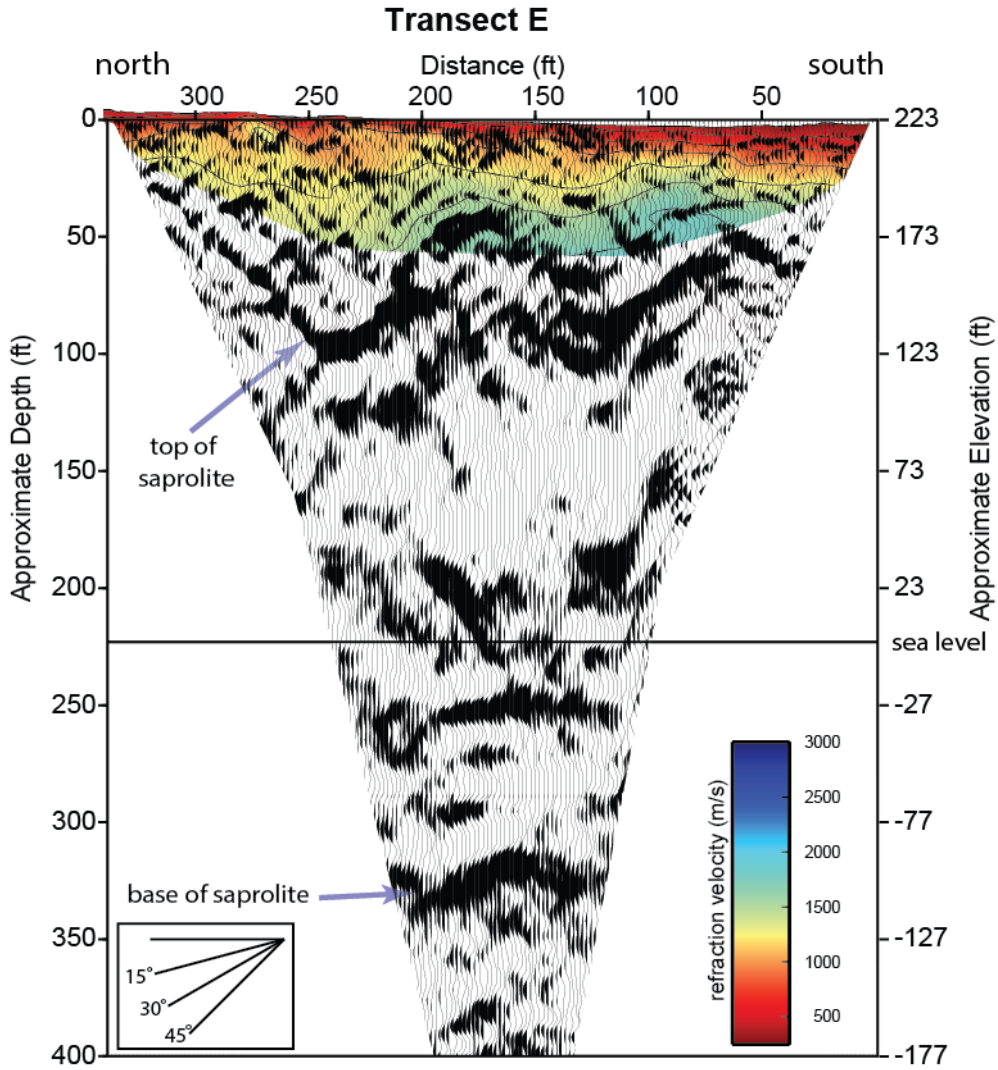 Transect E
north Distance (ft) south
300 250 200 150 100 50
0 223
50 173
100 123
top of
saprolite
150 73
Approximate Depth (ft)
Approximate Elevation (ft)
200 23
sea level
250 -27
3000
2500
300 -77
2000
refraction velocity (m/s)
1500
base of saprolite
1000
350 -127
500
15°
30°
45°
400 -177